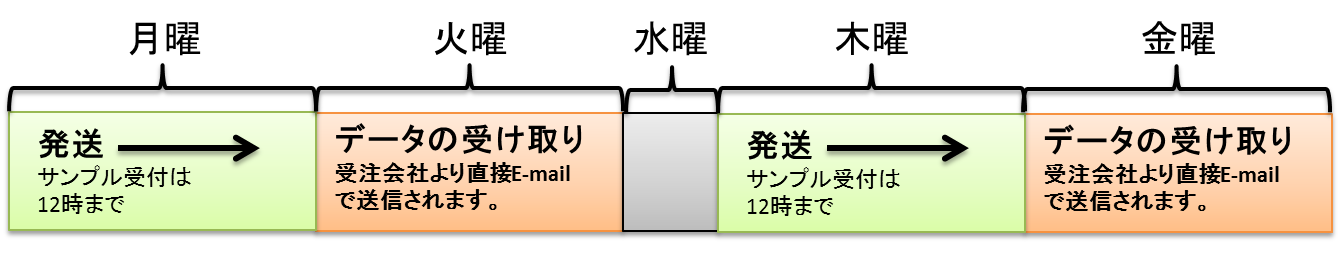 月曜
火曜
水曜
木曜
金曜
発送
サンプル受付は
12時まで
データの受け取り
受注会社より直接E-mail
で送信されます。
発送
サンプル受付は
12時まで
データの受け取り
受注会社より直接E-mail
で送信されます。